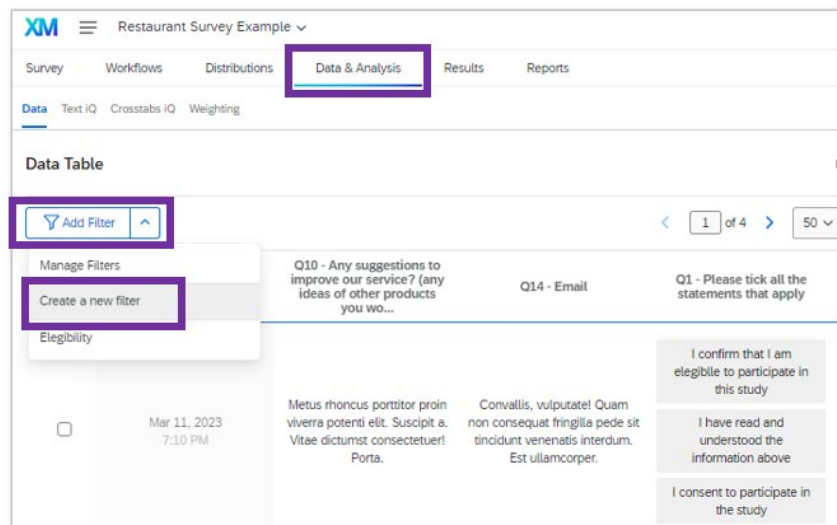 XM Restaurant Survey Example
Survey Workflows Distributions Data & Analysis Results Reports
Data Text iQ Crosstabs iQ Weighting
Data Table
Add Filter 1 of 4 50
Manage Filters
Create a new filter
Elegibility
Q10 - Any suggestions to
improve our service? (any
ideas of other products
you wo...
Q14 - Email
Q1 - Please tick all the
statements that apply
Mar 11, 2023
7:10 PM
Metus rhoncus porttitor proin
viverra potenti elit. Suscipit a.
Vitae dictumst consectetuer!
Porta.
Convallis, vulputate! Quam
non consequat fringilla pede sit
tincidunt venenatis interdum.
Est ullamcorper.
I confirm that I am
elegiblle to participate in
this study
I have read and
understood the
information above
I consent to participate in
the study